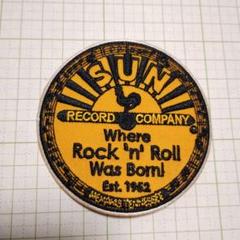 SUN
RECORD COMPANY
Where
Rock 'n' Roll
Was Born!
Est. 1952
MEMPHIS, TENNESSEE